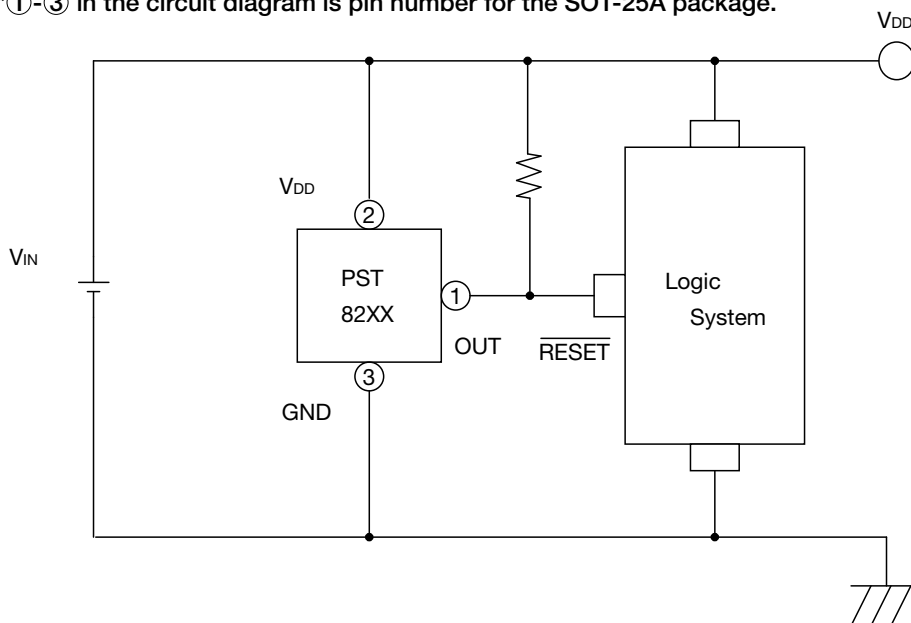 *①-③ in the circuit diagram is pin number for the SOT-25A package.
VDD
VDD
②
VIN
PST
82XX
①
OUT
RESET
Logic
System
③
GND